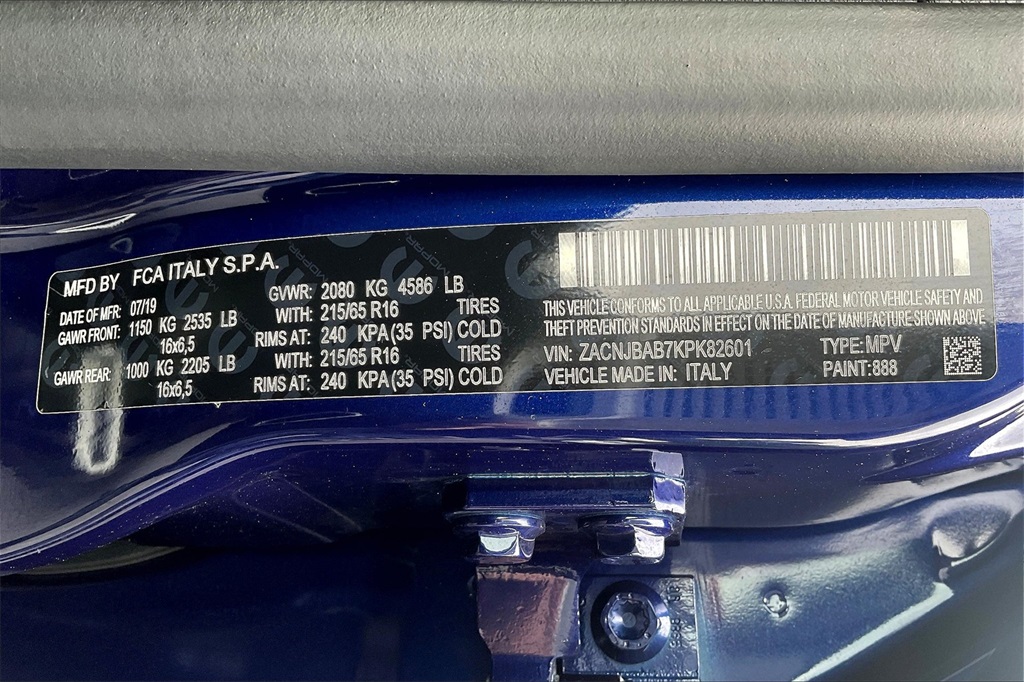 MFD BY FCA ITALY S.P.A.
DATE OF MFR: 07/19 GVWR: 2080 KG 4586 LB
GAWR FRONT: 1150 KG 2535 LB WITH: 215/65 R16 TIRES
16x6,5 RIMS AT: 240 KPA (35 PSI) COLD
GAWR REAR: 1000 KG 2205 LB WITH: 215/65 R16 TIRES
16x6,5 RIMS AT: 240 KPA (35 PSI) COLD
THIS VEHICLE CONFORMS TO ALL APPLICABLE U.S.A. FEDERAL MOTOR VEHICLE SAFETY AND
THEFT PREVENTION STANDARDS IN EFFECT ON THE DATE OF MANUFACTURE SHOWN ABOVE.
VIN: ZACNJBAB7KPK82601 TYPE: MPV
VEHICLE MADE IN: ITALY PAINT: 888
MOPAR